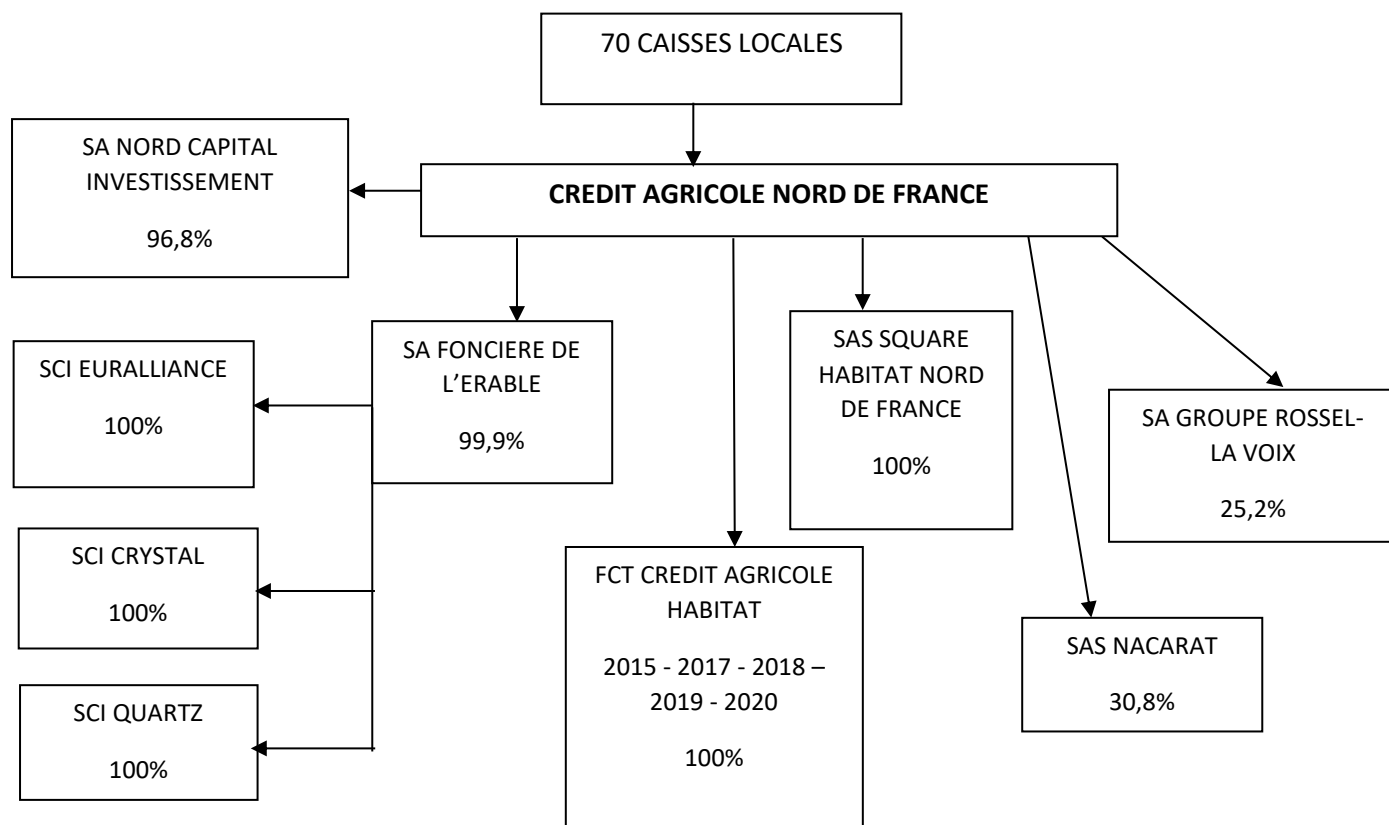 70 CAISSES LOCALES
SA NORD CAPITAL
INVESTISSEMENT
96,8%
CREDIT AGRICOLE NORD DE FRANCE
SCI EURALLIANCE
100%
SA FONCIERE DE
L’ERABLE
99,9%
SAS SQUARE
HABITAT NORD
DE FRANCE
100%
SA GROUPE ROSSEL-
LA VOIX
25,2%
SCI CRYSTAL
100%
FCT CREDIT AGRICOLE
HABITAT
2015 - 2017 - 2018 –
2019 - 2020
100%
SAS NACARAT
30,8%
SCI QUARTZ
100%